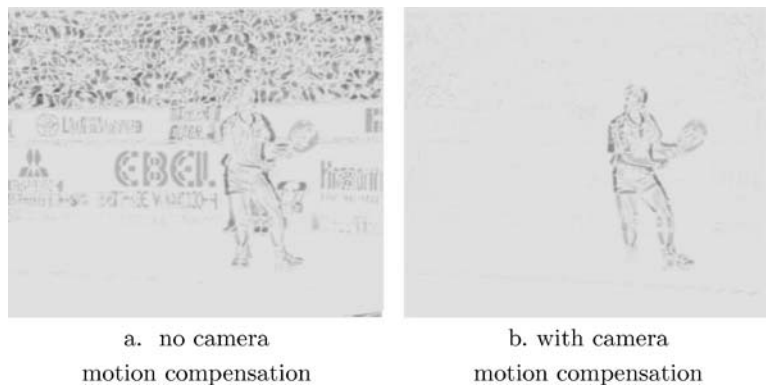 EBEL
a. no camera
motion compensation
b. with camera
motion compensation